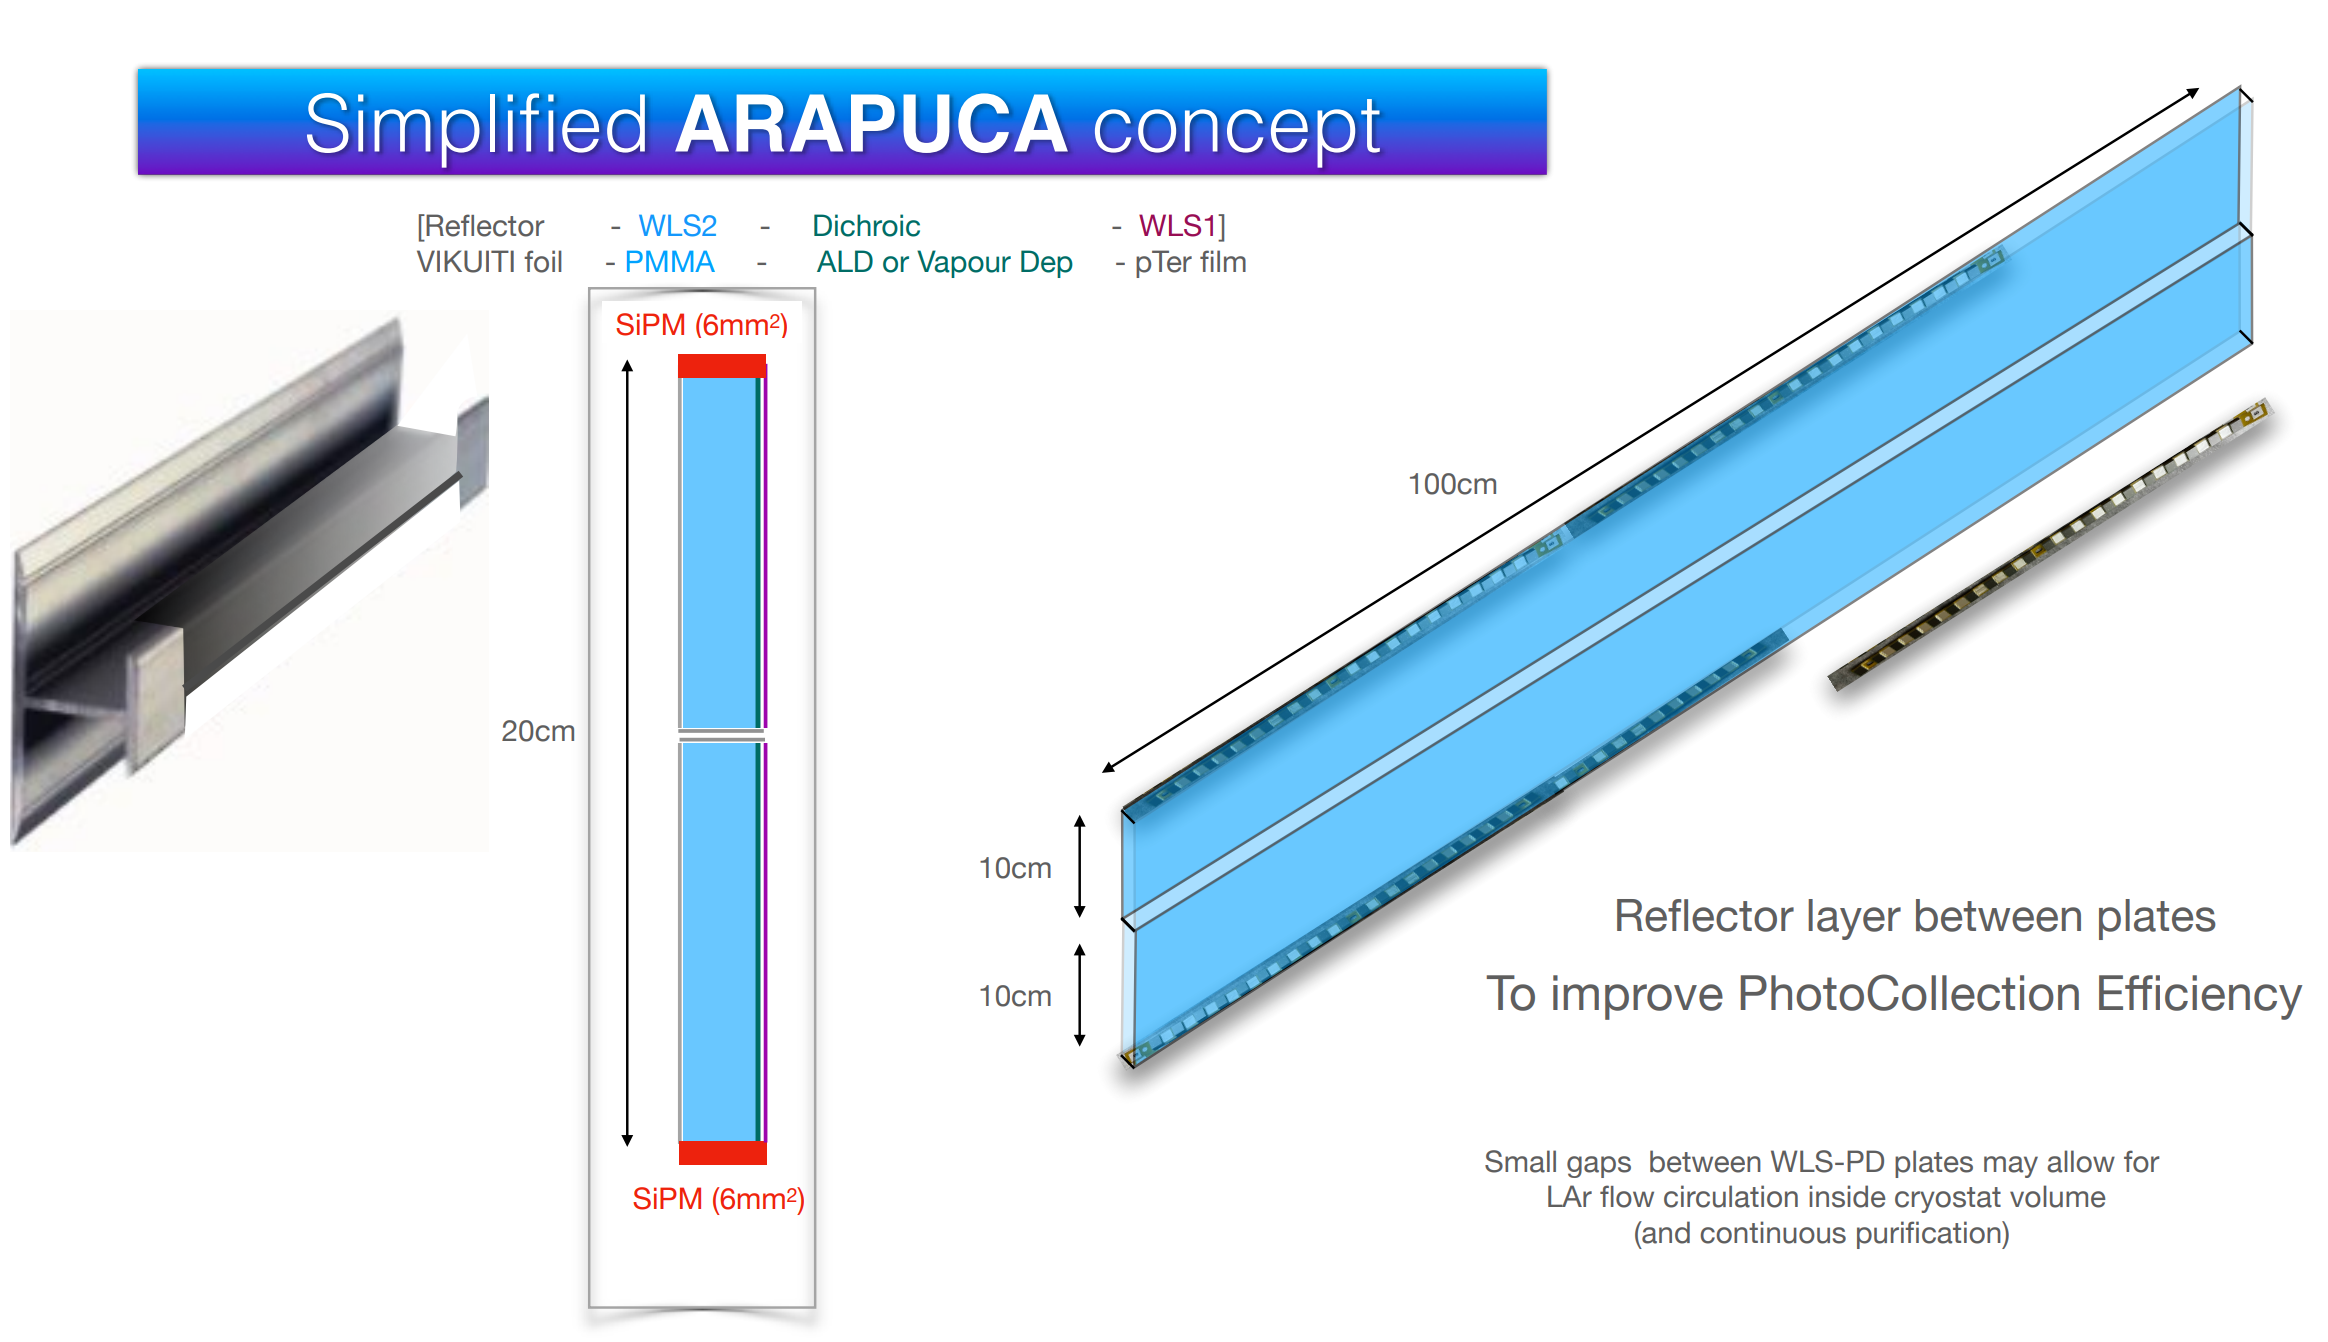 Simplified ARAPUCA concept
[Reflector - WLS2 - Dichroic - WLS1]
VIKUITI foil - PMMA - ALD or Vapour Dep - pTer film
SiPM (6mm²)
20cm
SiPM (6mm²)
100cm
10cm
10cm
Reflector layer between plates
To improve PhotoCollection Efficiency
Small gaps between WLS-PD plates may allow for
LAr flow circulation inside cryostat volume
(and continuous purification)